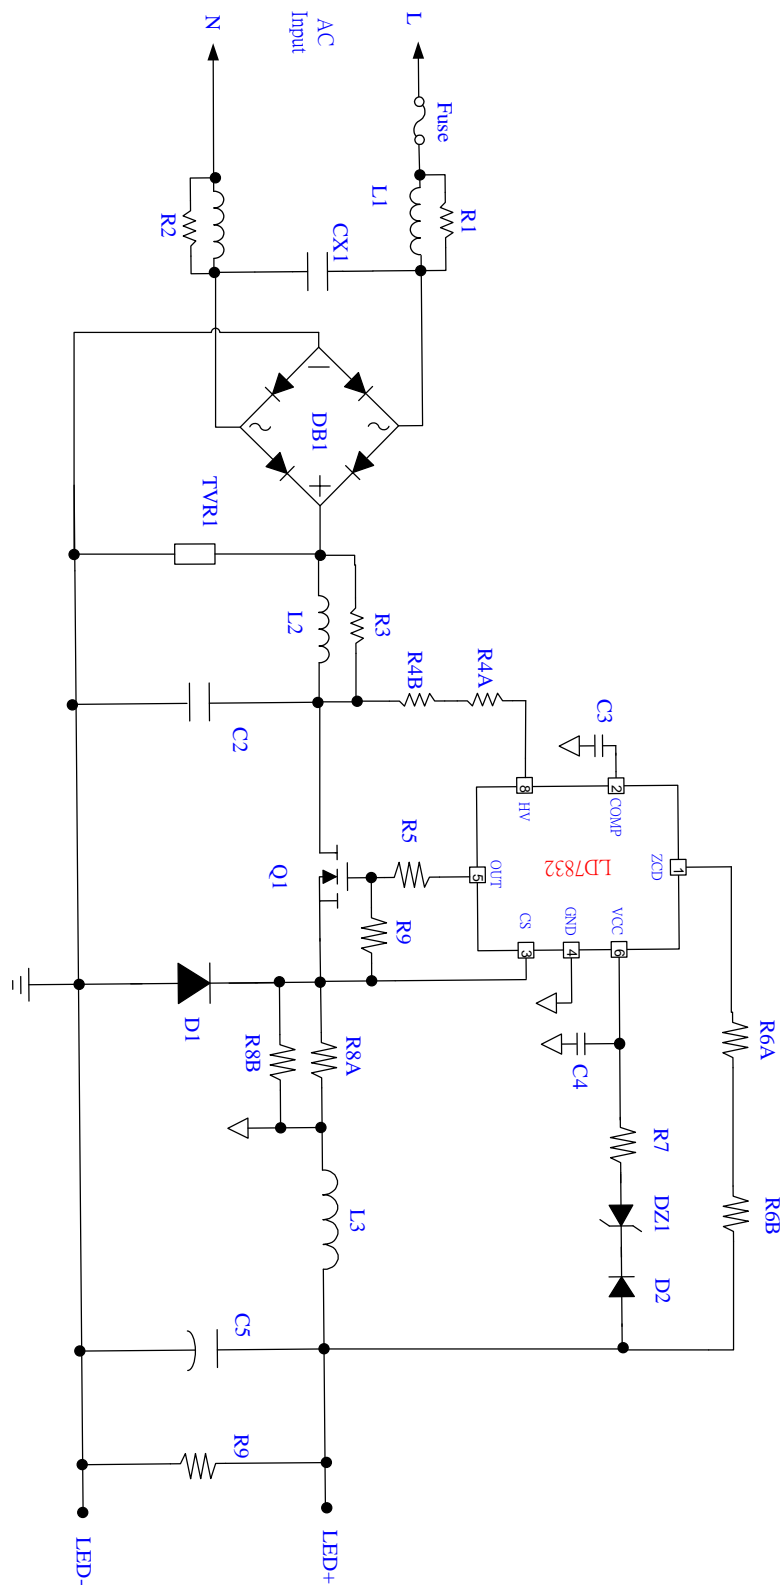 L
AC
Input
N
Fuse
L1
R1
R2
CX1
DB1
TVR1
L2
R3
R4B
R4A
C2
C3
8
HV
2
COMP
ZCD
1
LD7832
5
OUT
CS
3
GND
4
VCC
6
R5
Q1
R9
D1
R8B
R8A
C4
R6A
R7
R6B
DZ1
D2
L3
C5
R9
LED+
LED-